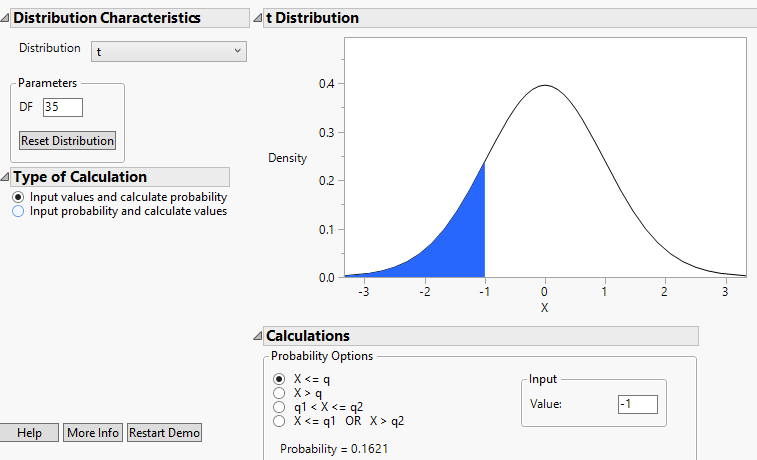 Distribution Characteristics
Distribution t
Parameters
DF 35
Reset Distribution
Type of Calculation
Input values and calculate probability
Input probability and calculate values
Help More Info Restart Demo
t Distribution
Density
0.4
0.3
0.2
0.1
0.0
-3 -2 -1 0 1 2 3
X
Calculations
Probability Options
X <= q
X > q
q1 < X <= q2
X <= q1 OR X > q2
Input
Value: -1
Probability = 0.1621